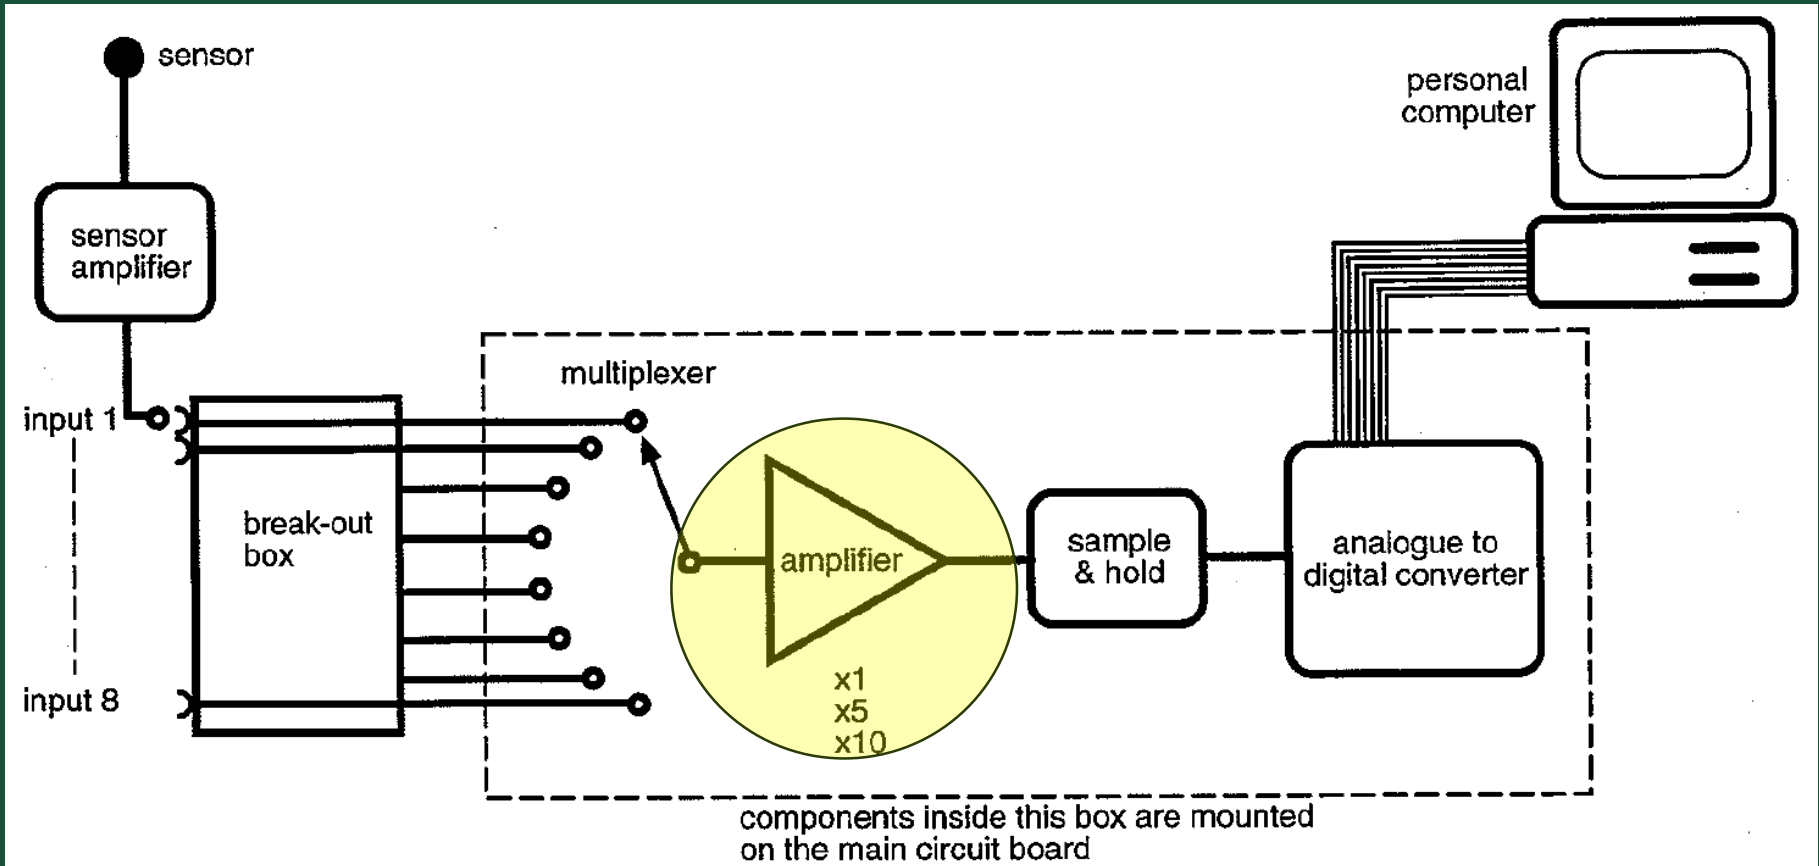 sensor
personal
computer
sensor
amplifier
multiplexer
input 1
break-out
box
amplifier
sample
& hold
analogue to
digital converter
x1
x5
x10
input 8
components inside this box are mounted
on the main circuit board